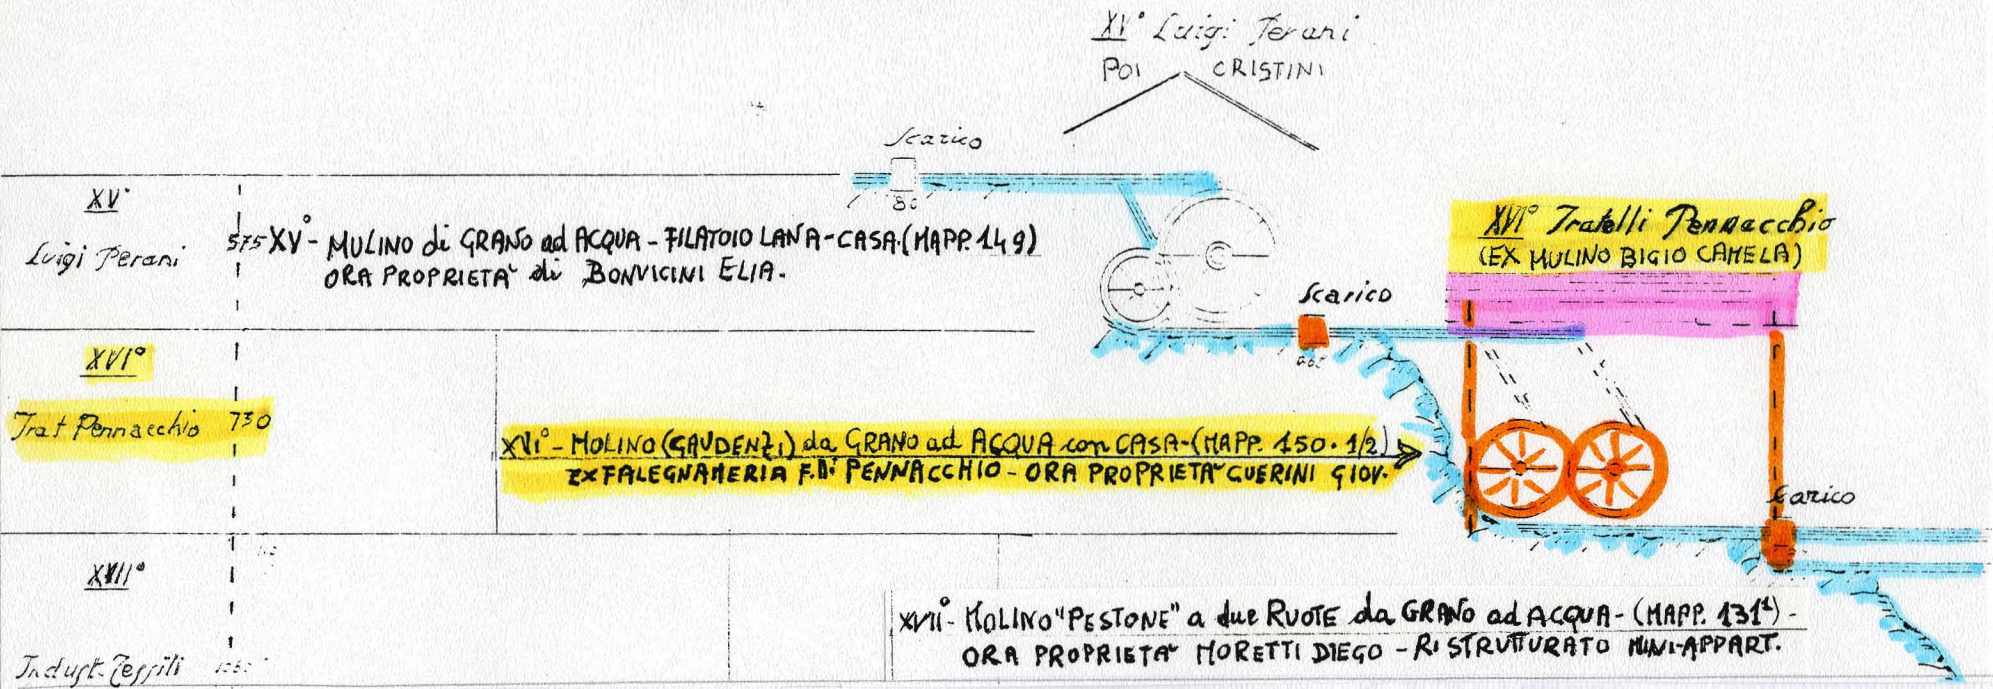 XV° Luigi Perani
POI CRISTINI
Scarico
80
XV°
Luigi Perani
575 XV°- MULINO di GRANO ad ACQUA - FILATOIO LANA - CASA. (MAPP. 149)
ORA PROPRIETA' di BONVICINI ELIA.
XVI° Fratelli Pennacchio
(EX MULINO BIGIO CAMELA)
Scarico
XVI°
Frat. Pennacchio 730
XVI°- MOLINO (GAUDENZI) da GRANO ad ACQUA con CASA - (MAPP. 150. 1/2)
EX FALEGNAMERIA F.lli PENNACCHIO - ORA PROPRIETA' GUERINI GIOV.
Scarico
XVII°
Indust. Tessili
XVII°- MOLINO "PESTONE" a due RUOTE da GRANO ad ACQUA - (MAPP. 131¹) -
ORA PROPRIETA' MORETTI DIEGO - RISTRUTTURATO MINI-APPART.